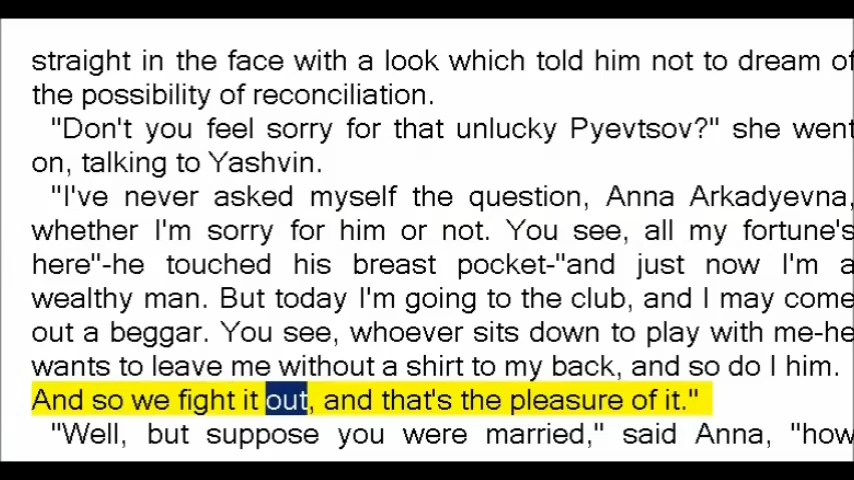 straight in the face with a look which told him not to dream of
the possibility of reconciliation.
"Don't you feel sorry for that unlucky Pyevtsov?" she went
on, talking to Yashvin.
"I've never asked myself the question, Anna Arkadyevna,
whether I'm sorry for him or not. You see, all my fortune's
here"-he touched his breast pocket-"and just now I'm a
wealthy man. But today I'm going to the club, and I may come
out a beggar. You see, whoever sits down to play with me-he
wants to leave me without a shirt to my back, and so do I him.
And so we fight it out, and that's the pleasure of it."
"Well, but suppose you were married," said Anna, "how